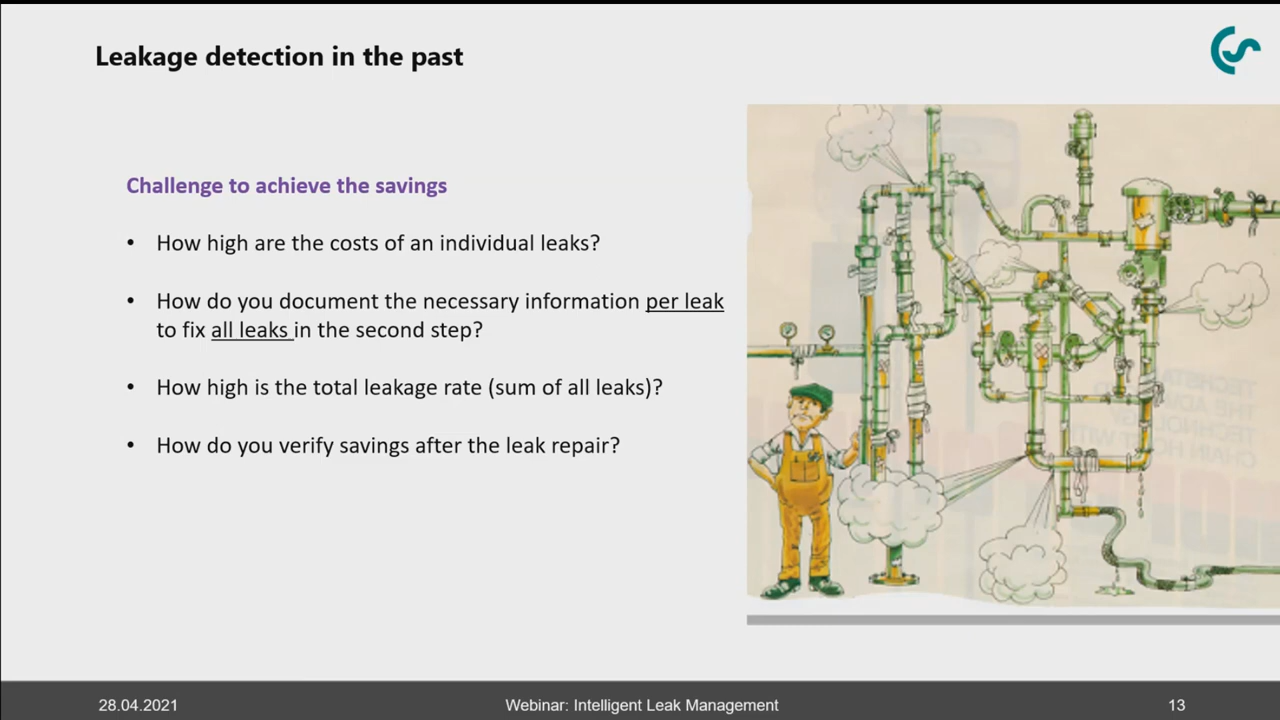 Leakage detection in the past
Challenge to achieve the savings
• How high are the costs of an individual leaks?
• How do you document the necessary information per leak
to fix all leaks in the second step?
• How high is the total leakage rate (sum of all leaks)?
• How do you verify savings after the leak repair?
28.04.2021
Webinar: Intelligent Leak Management
13